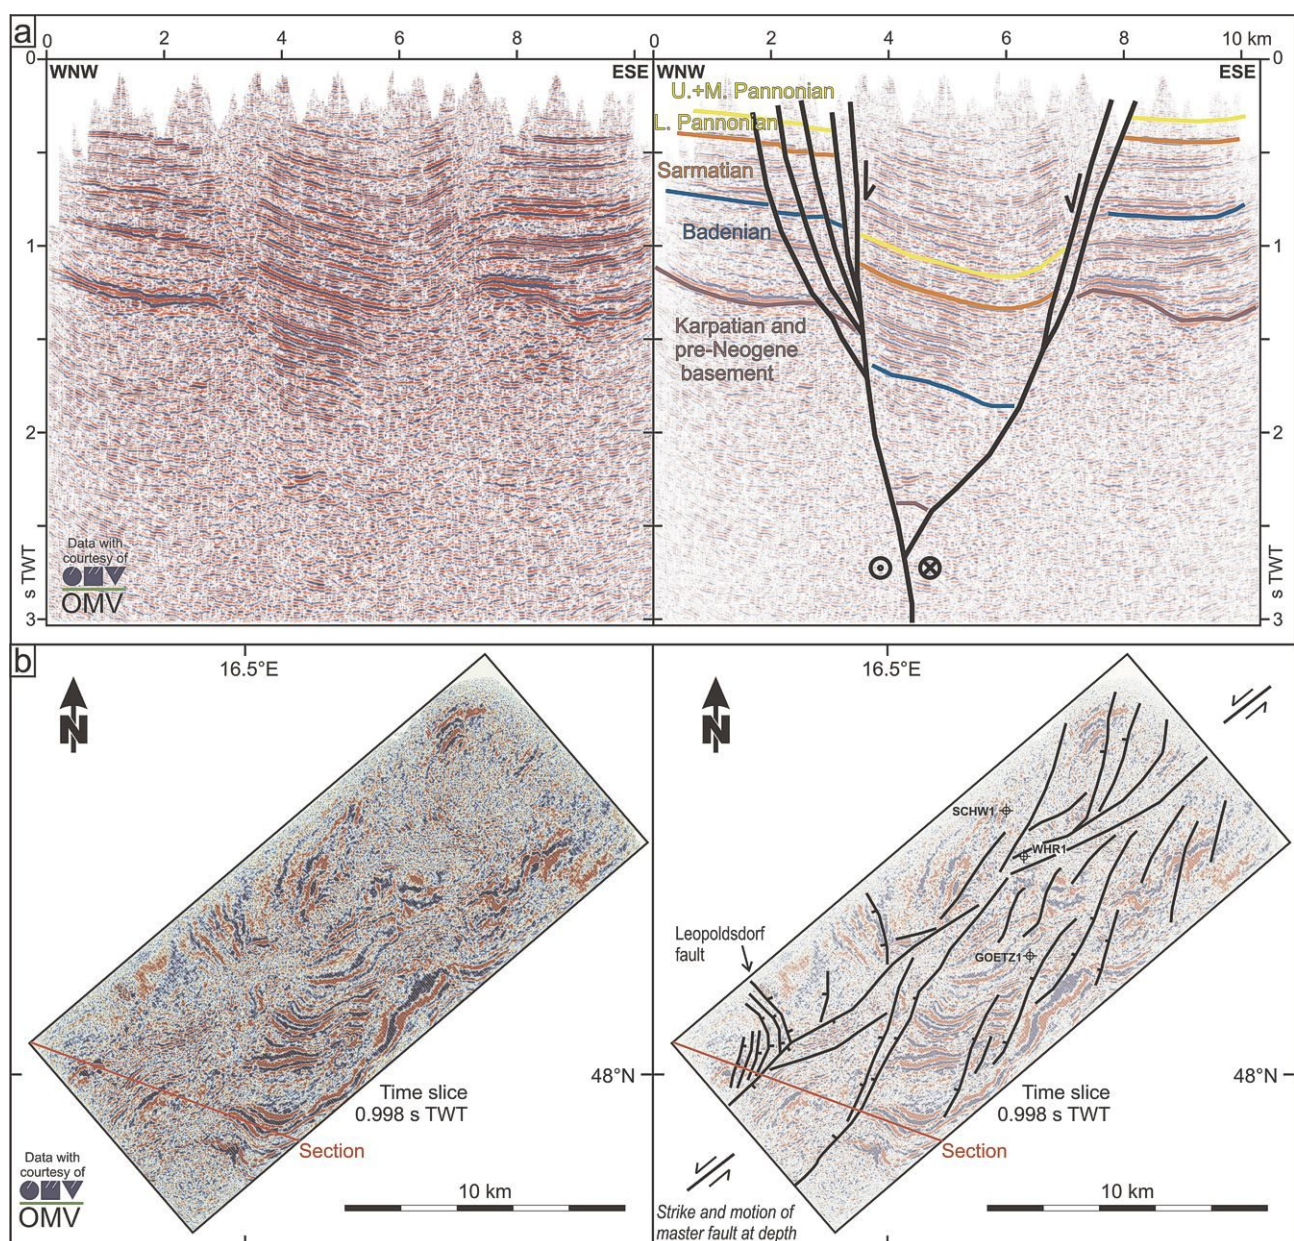 a
0 2 4 6 8
0 2 4 6 8 10 km
WNW ESE
WNW ESE
0
1
2
3
s TWT
0
1
2
3
s TWT
U.+M. Pannonian
L. Pannonian
Sarmatian
Badenian
Karpatian and
pre-Neogene
basement
Data with
courtesy of
OMV
OMV
b
16.5°E
N
48°N
Time slice
0.998 s TWT
Section
Data with
courtesy of
OMV
OMV
10 km
16.5°E
N
SCHW1
WHR1
Leopoldsdorf
fault
GOETZ1
48°N
Time slice
0.998 s TWT
Section
Strike and motion of
master fault at depth
10 km